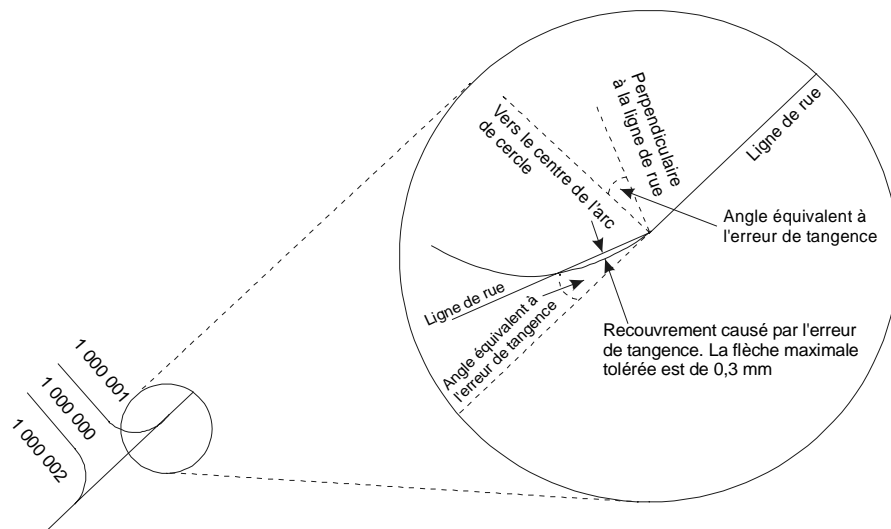 Perpendiculaire
à la ligne de rue
Vers le centre de l'arc
de cercle
Ligne de rue
Angle équivalent à
l'erreur de tangence
Ligne de rue
Angle équivalent à
l'erreur de tangence
Recouvrement causé par l'erreur
de tangence. La flèche maximale
tolérée est de 0,3 mm
1 000 001
1 000 000
1 000 002